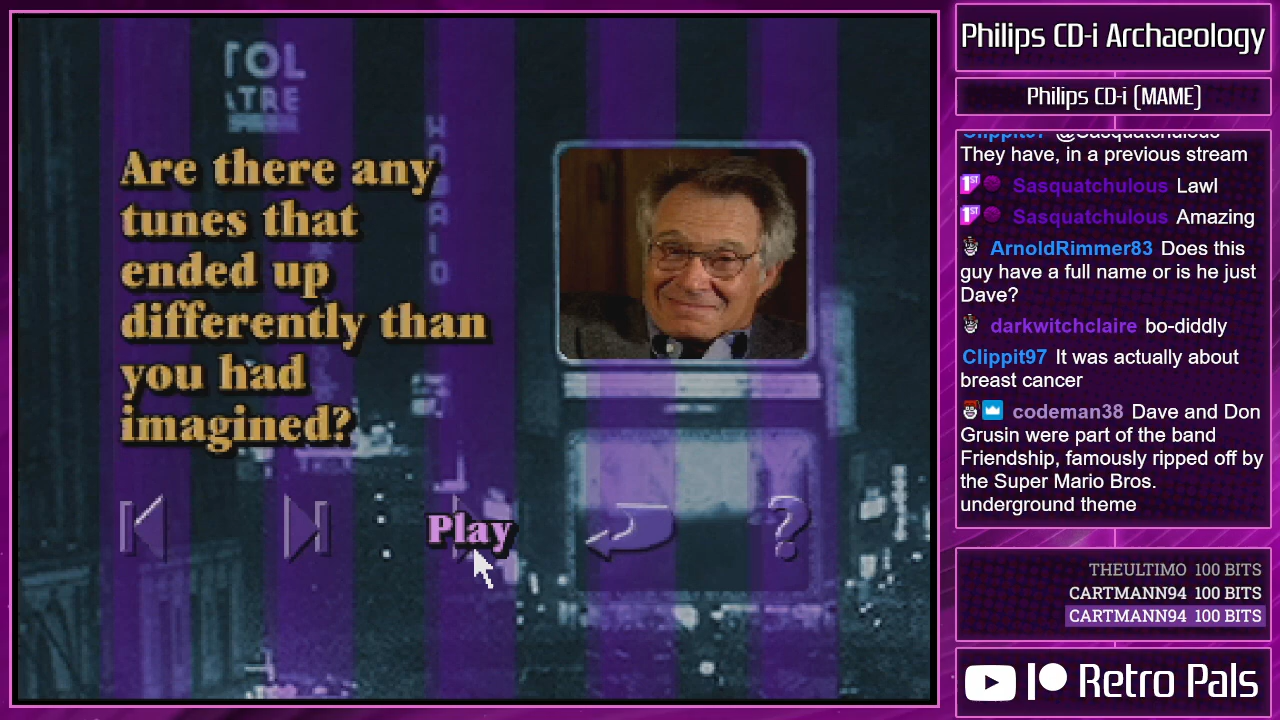 TOL
ATRE
Are there any
tunes that
ended up
differently than
you had
imagined?
Play
?
Philips CD-i Archaeology
Philips CD-i [MAME]
They have, in a previous stream
Sasquatchulous Lawl
Sasquatchulous Amazing
ArnoldRimmer83 Does this
guy have a full name or is he just
Dave?
darkwitchclaire bo-diddly
Clippit97 It was actually about
breast cancer
codeman38 Dave and Don
Grusin were part of the band
Friendship, famously ripped off by
the Super Mario Bros.
underground theme
THEULTIMO 100 BITS
CARTMANN94 100 BITS
CARTMANN94 100 BITS
Retro Pals